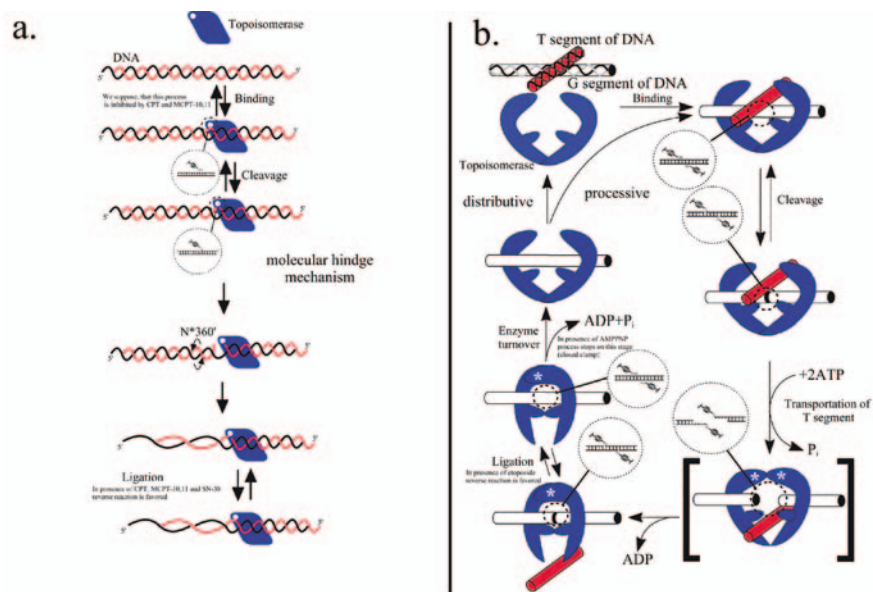 a.
Topoisomerase
DNA
5'
3'
We suppose, that this process
is inhibited by CPT and MCPT-10,11
Binding
5'
3'
Cleavage
5'
3'
molecular hindge
mechanism
N*360'
5'
3'
5'
3'
Ligation
In presence of CPT, MCPT-10,11 and SN-38
reverse reaction is favored
5'
3'
b.
T segment of DNA
G segment of DNA
Binding
Topoisomerase
distributive
processive
Cleavage
Enzyme
turnover
ADP+Pi
In presence of AMPPNP
process stops on this stage
(closed clamp)
*
+2ATP
Transportation of
T segment
Pi
* *
Ligation
In presence of etoposide
reverse reaction is favored
*
ADP